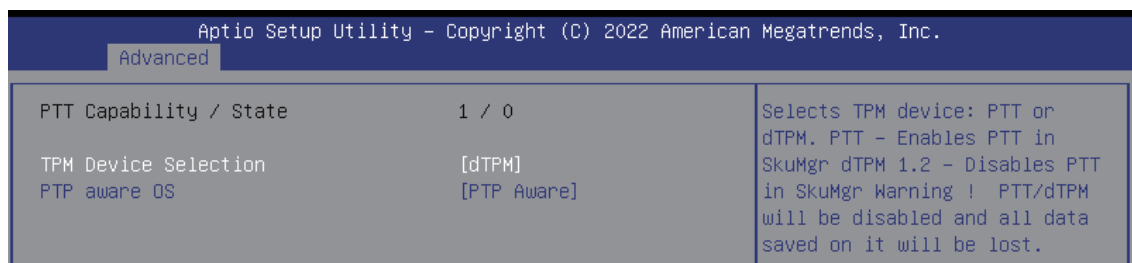 Aptio Setup Utility – Copyright (C) 2022 American Megatrends, Inc.
Advanced
PTT Capability / State 1 / 0
TPM Device Selection [dTPM]
PTP aware OS [PTP Aware]
Selects TPM device: PTT or
dTPM. PTT – Enables PTT in
SkuMgr dTPM 1.2 – Disables PTT
in SkuMgr Warning ! PTT/dTPM
will be disabled and all data
saved on it will be lost.